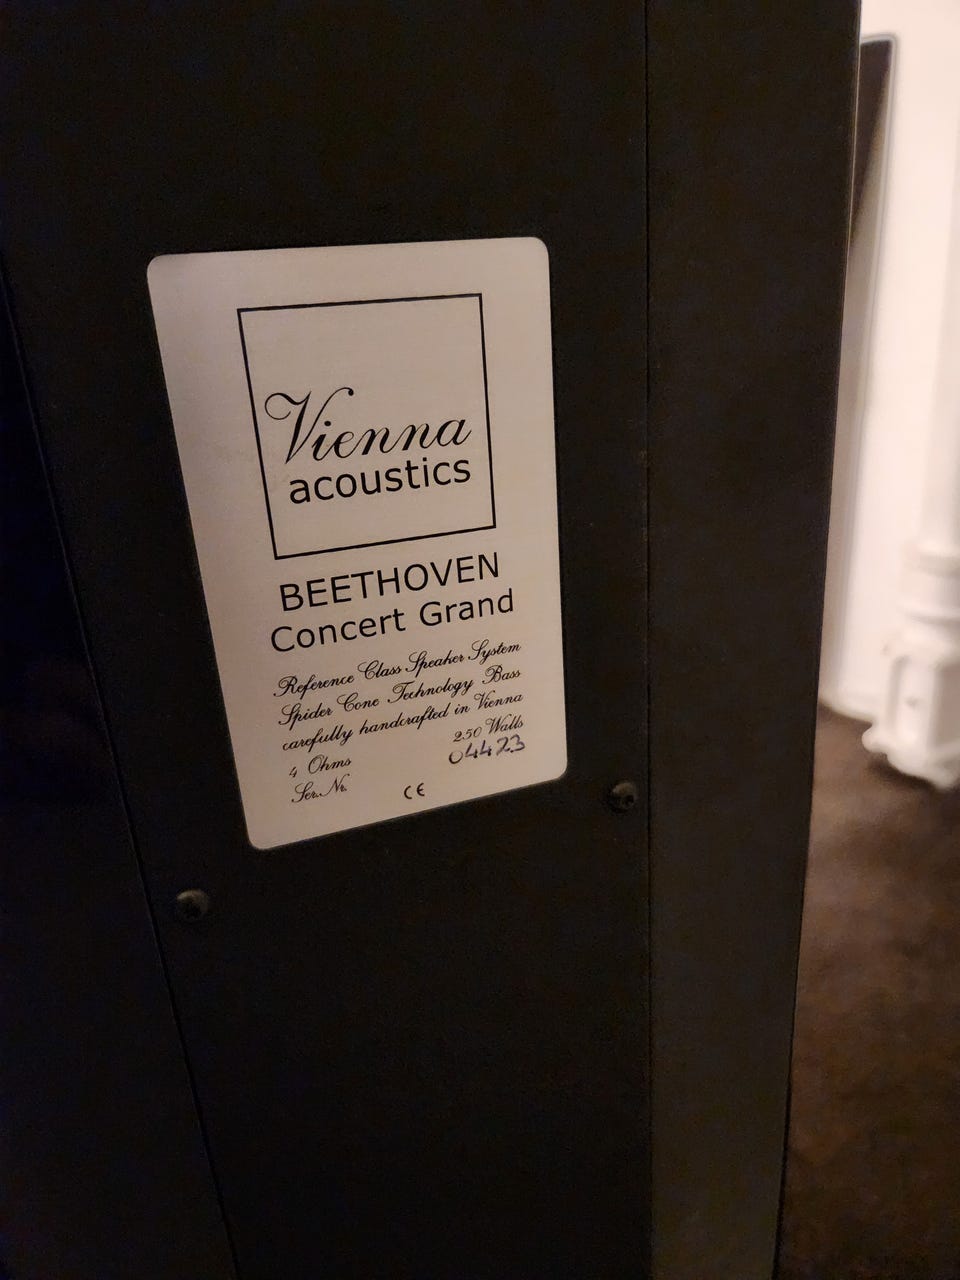 Vienna
acoustics
BEETHOVEN
Concert Grand
Reference Class Speaker System
Spider Cone Technology Bass
carefully handcrafted in Vienna
4 Ohms 250 Watts
Ser. Nr. 04423
CE